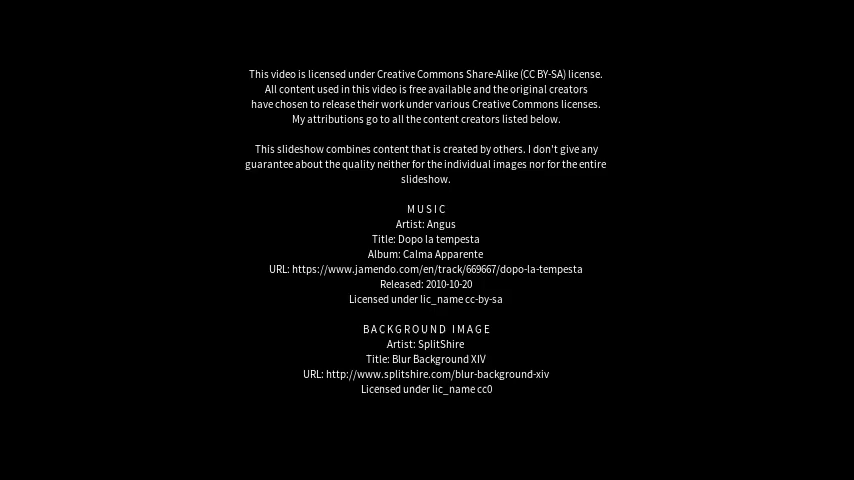 This video is licensed under Creative Commons Share-Alike (CC BY-SA) license.
All content used in this video is free available and the original creators
have chosen to release their work under various Creative Commons licenses.
My attributions go to all the content creators listed below.
This slideshow combines content that is created by others. I don't give any
guarantee about the quality neither for the individual images nor for the entire
slideshow.
MUSIC
Artist: Angus
Title: Dopo la tempesta
Album: Calma Apparente
URL: https://www.jamendo.com/en/track/669667/dopo-la-tempesta
Released: 2010-10-20
Licensed under lic_name cc-by-sa
BACKGROUND IMAGE
Artist: SplitShire
Title: Blur Background XIV
URL: http://www.splitshire.com/blur-background-xiv
Licensed under lic_name cc0